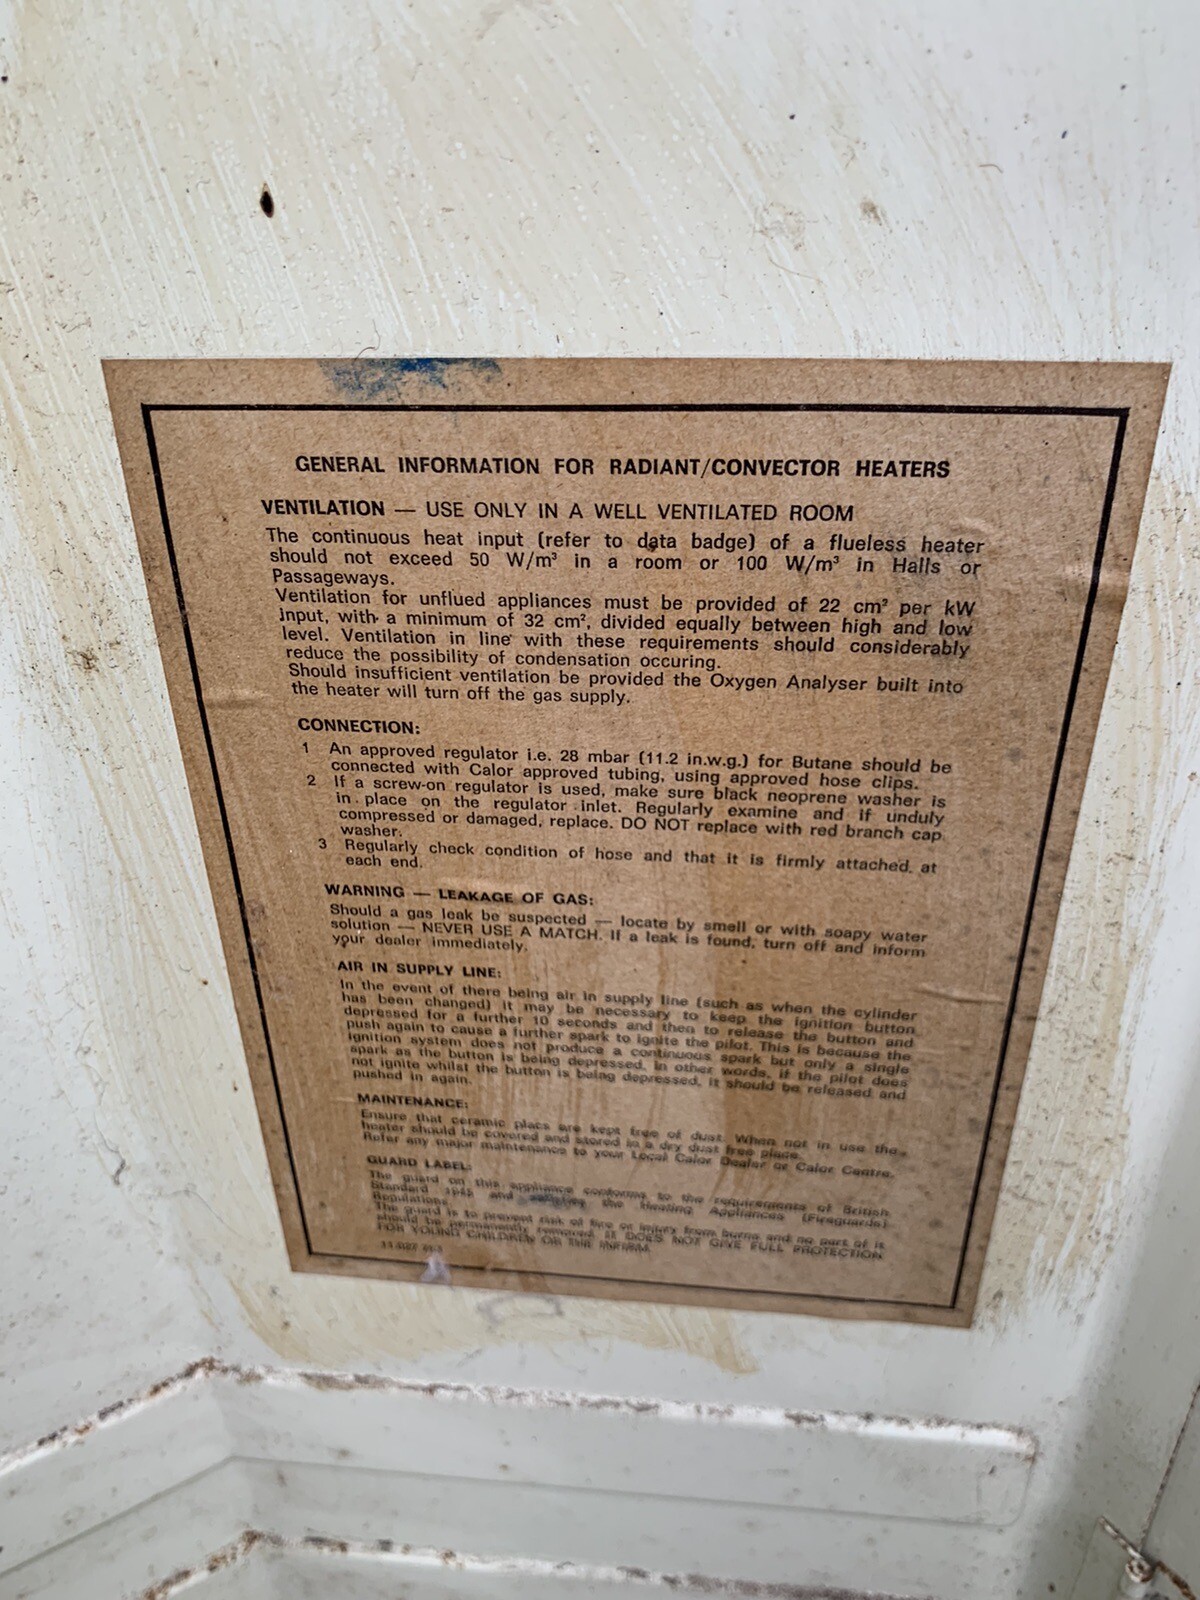 GENERAL INFORMATION FOR RADIANT/CONVECTOR HEATERS
VENTILATION — USE ONLY IN A WELL VENTILATED ROOM
The continuous heat input (refer to data badge) of a flueless heater
should not exceed 50 W/m³ in a room or 100 W/m³ in Halls or
Passageways.
Ventilation for unflued appliances must be provided of 22 cm² per kW
input, with a minimum of 32 cm², divided equally between high and low
level. Ventilation in line with these requirements should considerably
reduce the possibility of condensation occuring.
Should insufficient ventilation be provided the Oxygen Analyser built into
the heater will turn off the gas supply.
CONNECTION:
1 An approved regulator i.e. 28 mbar (11.2 in.w.g.) for Butane should be
connected with Calor approved tubing, using approved hose clips.
2 If a screw-on regulator is used, make sure black neoprene washer is
in place on the regulator inlet. Regularly examine and if unduly
compressed or damaged, replace. DO NOT replace with red branch cap
washer.
3 Regularly check condition of hose and that it is firmly attached at
each end.
WARNING — LEAKAGE OF GAS:
Should a gas leak be suspected — locate by smell or with soapy water
solution — NEVER USE A MATCH. If a leak is found, turn off and inform
your dealer immediately.
AIR IN SUPPLY LINE:
In the event of there being air in supply line (such as when the cylinder
has been changed) it may be necessary to keep the ignition button
depressed for a further 10 seconds and then to release the button and
push again to cause a further spark to ignite the pilot. This is because the
ignition system does not produce a continuous spark but only a single
spark as the button is being depressed. In other words, if the pilot does
not ignite whilst the button is being depressed, it should be released and
pushed in again.
MAINTENANCE:
Ensure that ceramic placs are kept free of dust. When not in use the
heater should be covered and stored in a dry dust free place.
Refer any major maintenance to your Local Calor Dealer or Calor Centre.
GUARD LABEL:
The guard on this appliance conforms to the requirements of British
Standard 1945 and satisfies the Heating Appliances (Fireguards)
Regulations
The guard is to prevent risk of fire or injury from burns and no part of it
should be permanently removed. IT DOES NOT GIVE FULL PROTECTION
FOR YOUNG CHILDREN OR THE INFIRM.